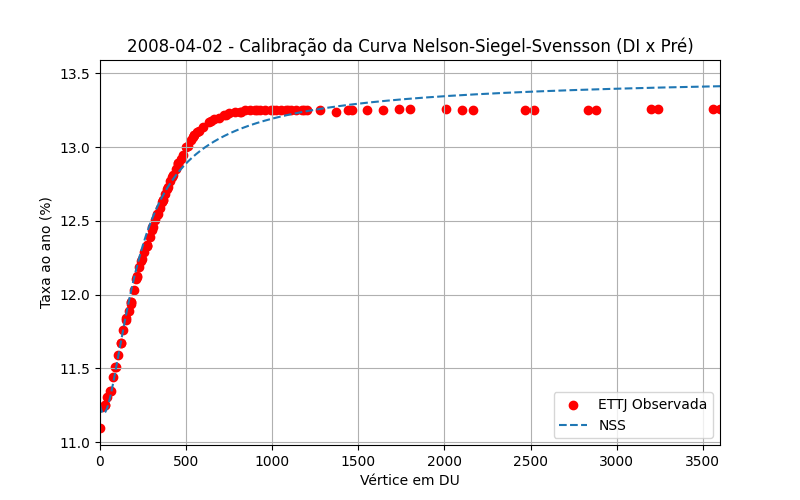 2008-04-02 - Calibração da Curva Nelson-Siegel-Svensson (DI x Pré)
Taxa ao ano (%)
13.5
13.0
12.5
12.0
11.5
11.0
0 500 1000 1500 2000 2500 3000 3500
Vértice em DU
ETTJ Observada
NSS